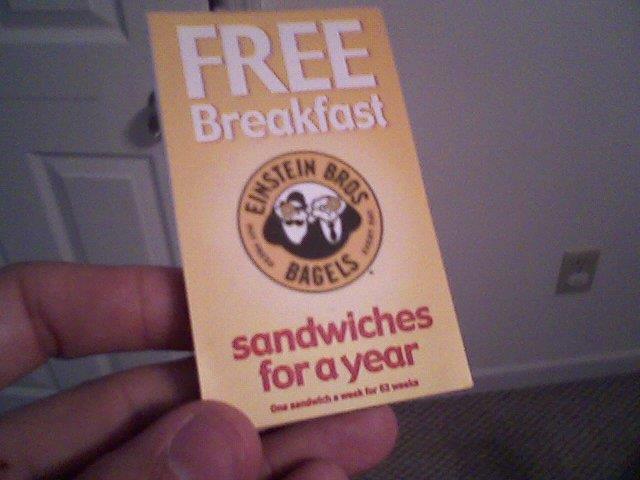 FREE
Breakfast
EINSTEIN BROS.
BAGELS
sandwiches
for a year
One sandwich a week for 52 weeks